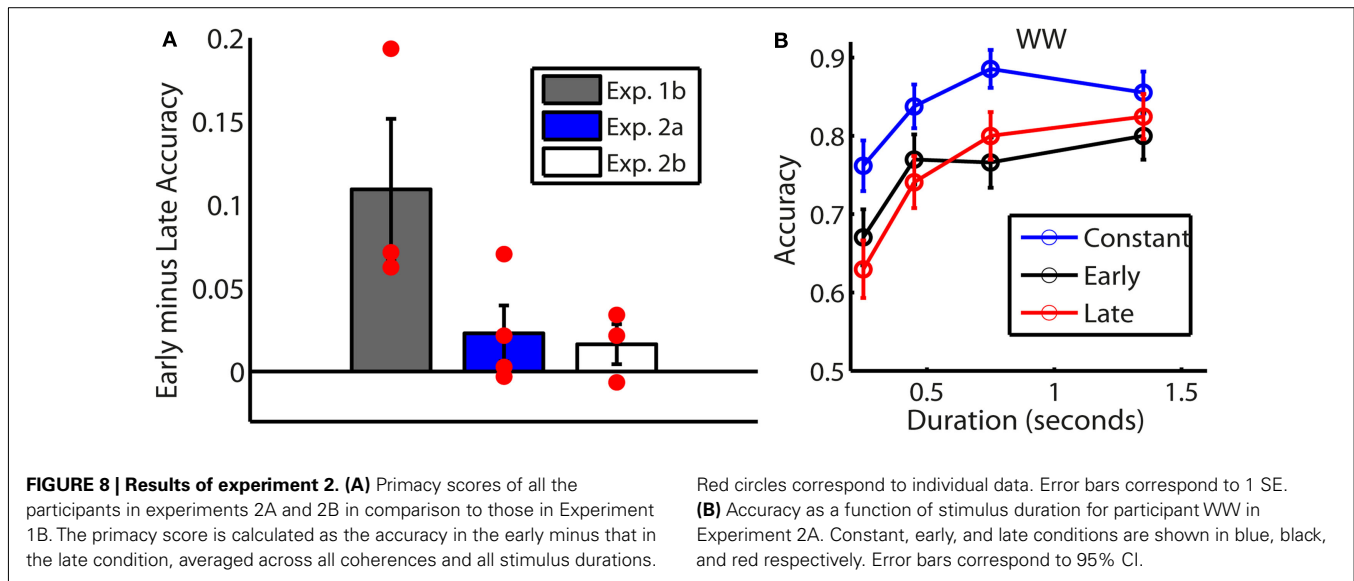 A
0.2
0.15
0.1
0.05
0
Early minus Late Accuracy
Exp. 1b
Exp. 2a
Exp. 2b
B
WW
0.9
0.8
0.7
0.6
0.5
Accuracy
0.5
1
1.5
Duration (seconds)
Constant
Early
Late
FIGURE 8 | Results of experiment 2. (A) Primacy scores of all the
participants in experiments 2A and 2B in comparison to those in Experiment
1B. The primacy score is calculated as the accuracy in the early minus that in
the late condition, averaged across all coherences and all stimulus durations.
Red circles correspond to individual data. Error bars correspond to 1 SE.
(B) Accuracy as a function of stimulus duration for participant WW in
Experiment 2A. Constant, early, and late conditions are shown in blue, black,
and red respectively. Error bars correspond to 95% CI.